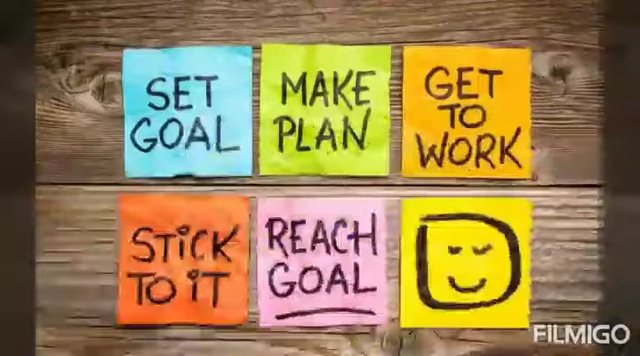 SET
GOAL
MAKE
PLAN
GET
TO
WORK
STiCK
TO iT
REACH
GOAL
FILMIGO